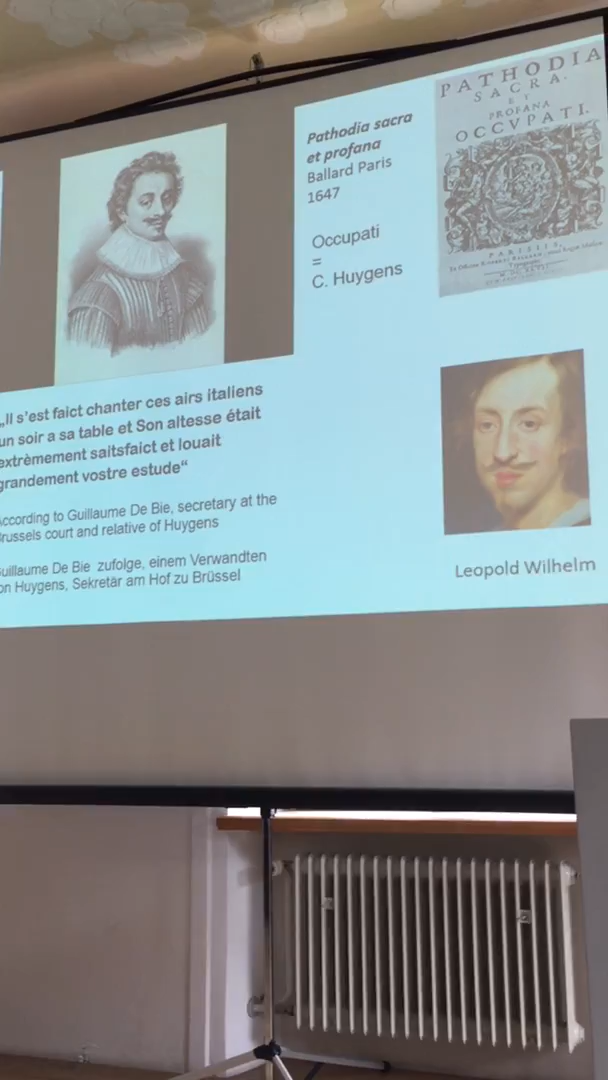 Pathodia sacra
et profana
Ballard Paris
1647
Occupati
=
C. Huygens
PATHODIA
SACRA.
ET
PROFANA
OCCVPATI.
PARISIIS,
„Il s'est faict chanter ces airs italiens
un soir a sa table et Son altesse était
extrèmement saitsfaict et louait
grandement vostre estude“
According to Guillaume De Bie, secretary at the
Brussels court and relative of Huygens
Guillaume De Bie zufolge, einem Verwandten
von Huygens, Sekretär am Hof zu Brüssel
Leopold Wilhelm